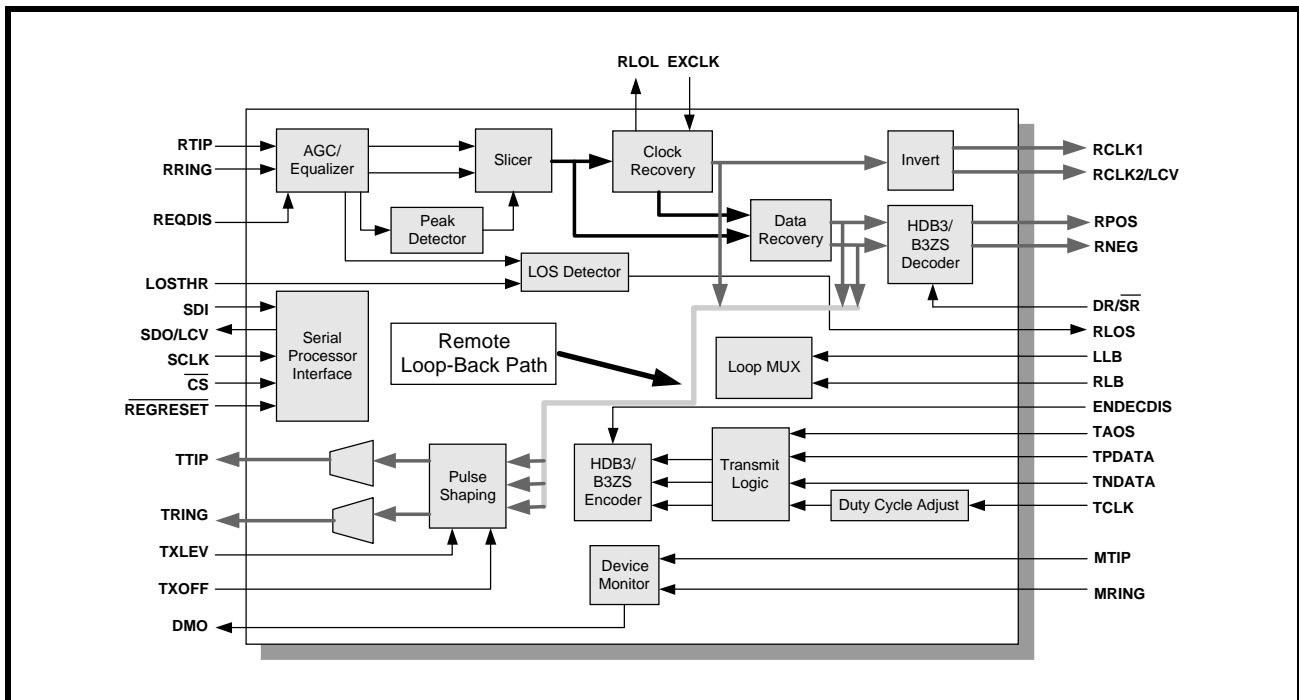 RLOL EXCLK
RTIP
RRING
REQDIS
LOSTHR
SDI
SDO/LCV
SCLK
CS
REGRESET
TTIP
TRING
TXLEV
TXOFF
DMO
AGC/
Equalizer
Slicer
Clock
Recovery
Invert
Peak
Detector
Data
Recovery
HDB3/
B3ZS
Decoder
LOS Detector
Serial
Processor
Interface
Remote
Loop-Back Path
Loop MUX
Pulse
Shaping
HDB3/
B3ZS
Encoder
Transmit
Logic
Duty Cycle Adjust
Device
Monitor
RCLK1
RCLK2/LCV
RPOS
RNEG
DR/SR
RLOS
LLB
RLB
ENDECDIS
TAOS
TPDATA
TNDATA
TCLK
MTIP
MRING